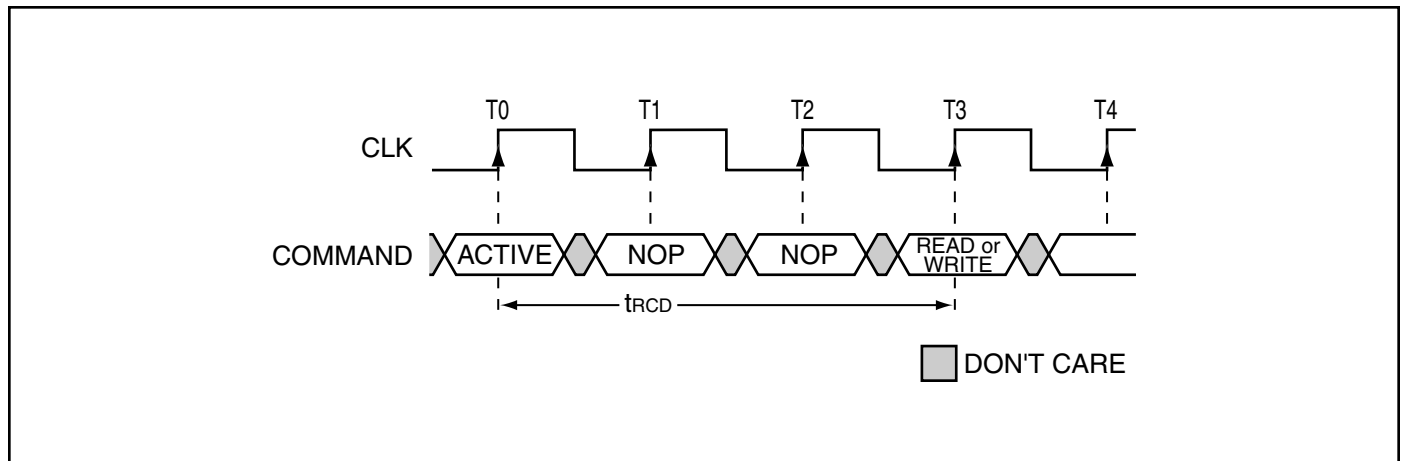 T0 T1 T2 T3 T4
CLK
COMMAND ACTIVE NOP NOP READ or
WRITE
tRCD
DON'T CARE